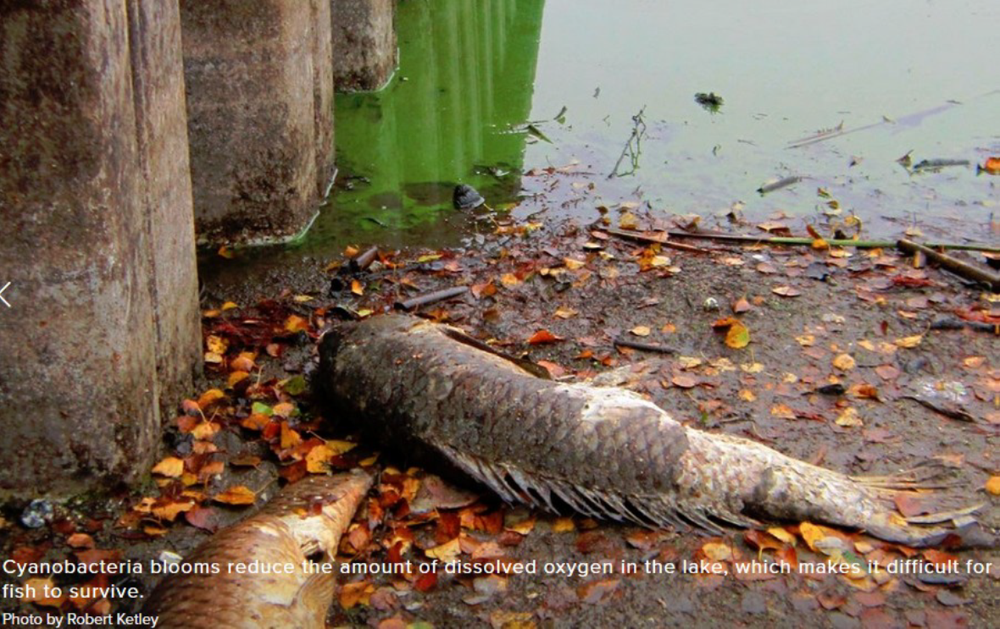 Cyanobacteria blooms reduce the amount of dissolved oxygen in the lake, which makes it difficult for
fish to survive.
Photo by Robert Ketley